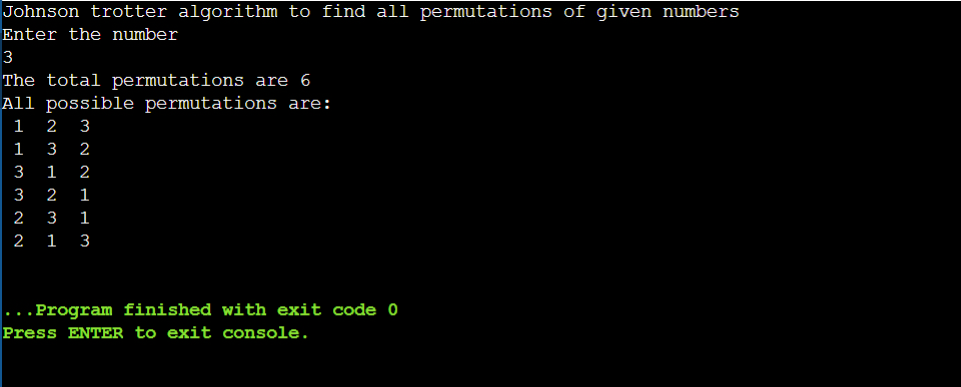 Johnson trotter algorithm to find all permutations of given numbers
Enter the number
3
The total permutations are 6
All possible permutations are:
1 2 3
1 3 2
3 1 2
3 2 1
2 3 1
2 1 3
...Program finished with exit code 0
Press ENTER to exit console.